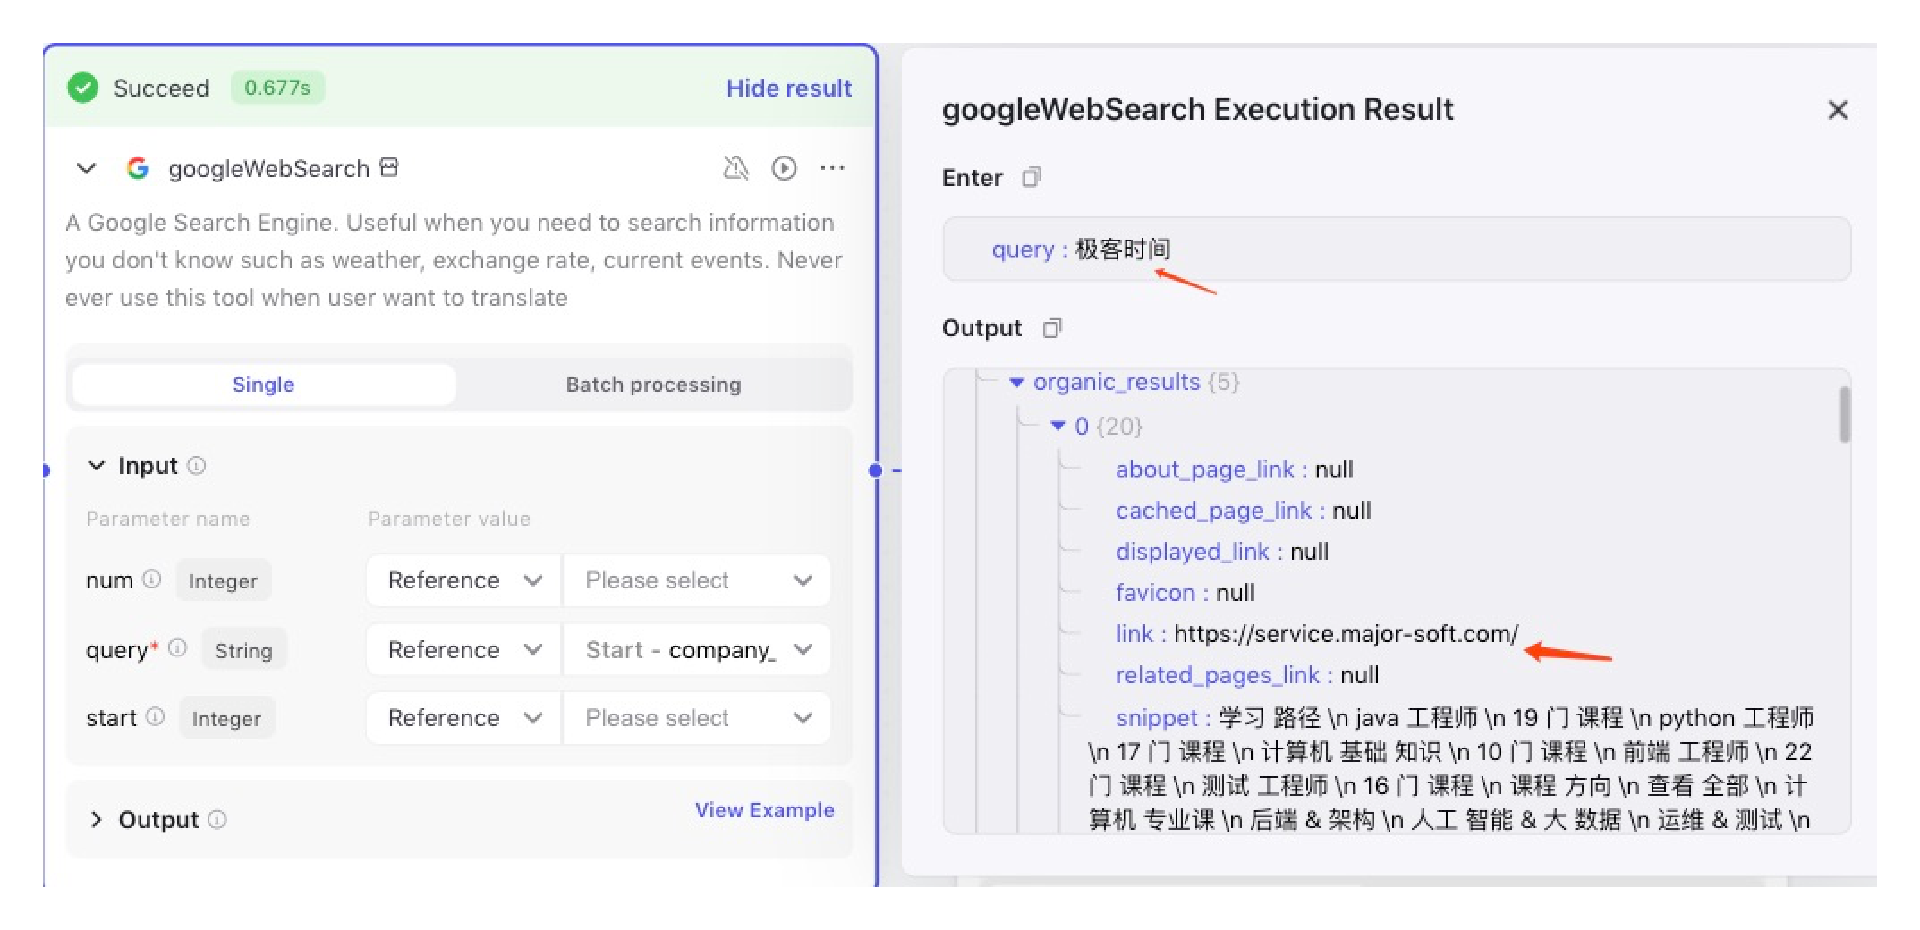 Succeed 0.677s Hide result
googleWebSearch
A Google Search Engine. Useful when you need to search information
you don't know such as weather, exchange rate, current events. Never
ever use this tool when user want to translate
Single Batch processing
Input
Parameter name Parameter value
num Integer Reference Please select
query* String Reference Start - company_
start Integer Reference Please select
Output View Example
googleWebSearch Execution Result
Enter
query : 极客时间
Output
organic_results {5}
0 {20}
about_page_link : null
cached_page_link : null
displayed_link : null
favicon : null
link : https://service.major-soft.com/
related_pages_link : null
snippet : 学习 路径 \n java 工程师 \n 19 门 课程 \n python 工程师
\n 17 门 课程 \n 计算机 基础 知识 \n 10 门 课程 \n 前端 工程师 \n 22
门 课程 \n 测试 工程师 \n 16 门 课程 \n 课程 方向 \n 查看 全部 \n 计
算机 专业课 \n 后端 & 架构 \n 人工 智能 & 大 数据 \n 运维 & 测试 \n